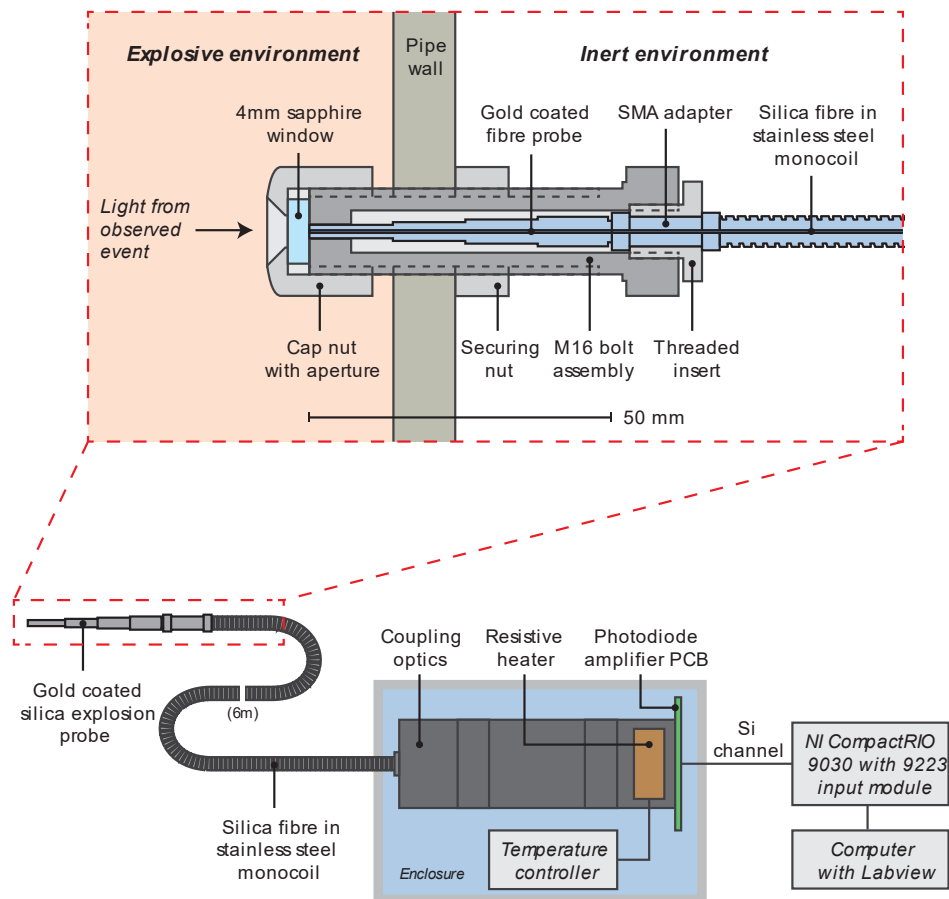 Explosive environment
Pipe
wall
Inert environment
4mm sapphire
window
Gold coated
fibre probe
SMA adapter
Silica fibre in
stainless steel
monocoil
Light from
observed
event
Cap nut
with aperture
Securing
nut
M16 bolt
assembly
Threaded
insert
50 mm
Gold coated
silica explosion
probe
(6m)
Silica fibre in
stainless steel
monocoil
Coupling
optics
Resistive
heater
Photodiode
amplifier PCB
Si
channel
NI CompactRIO
9030 with 9223
input module
Temperature
controller
Enclosure
Computer
with Labview